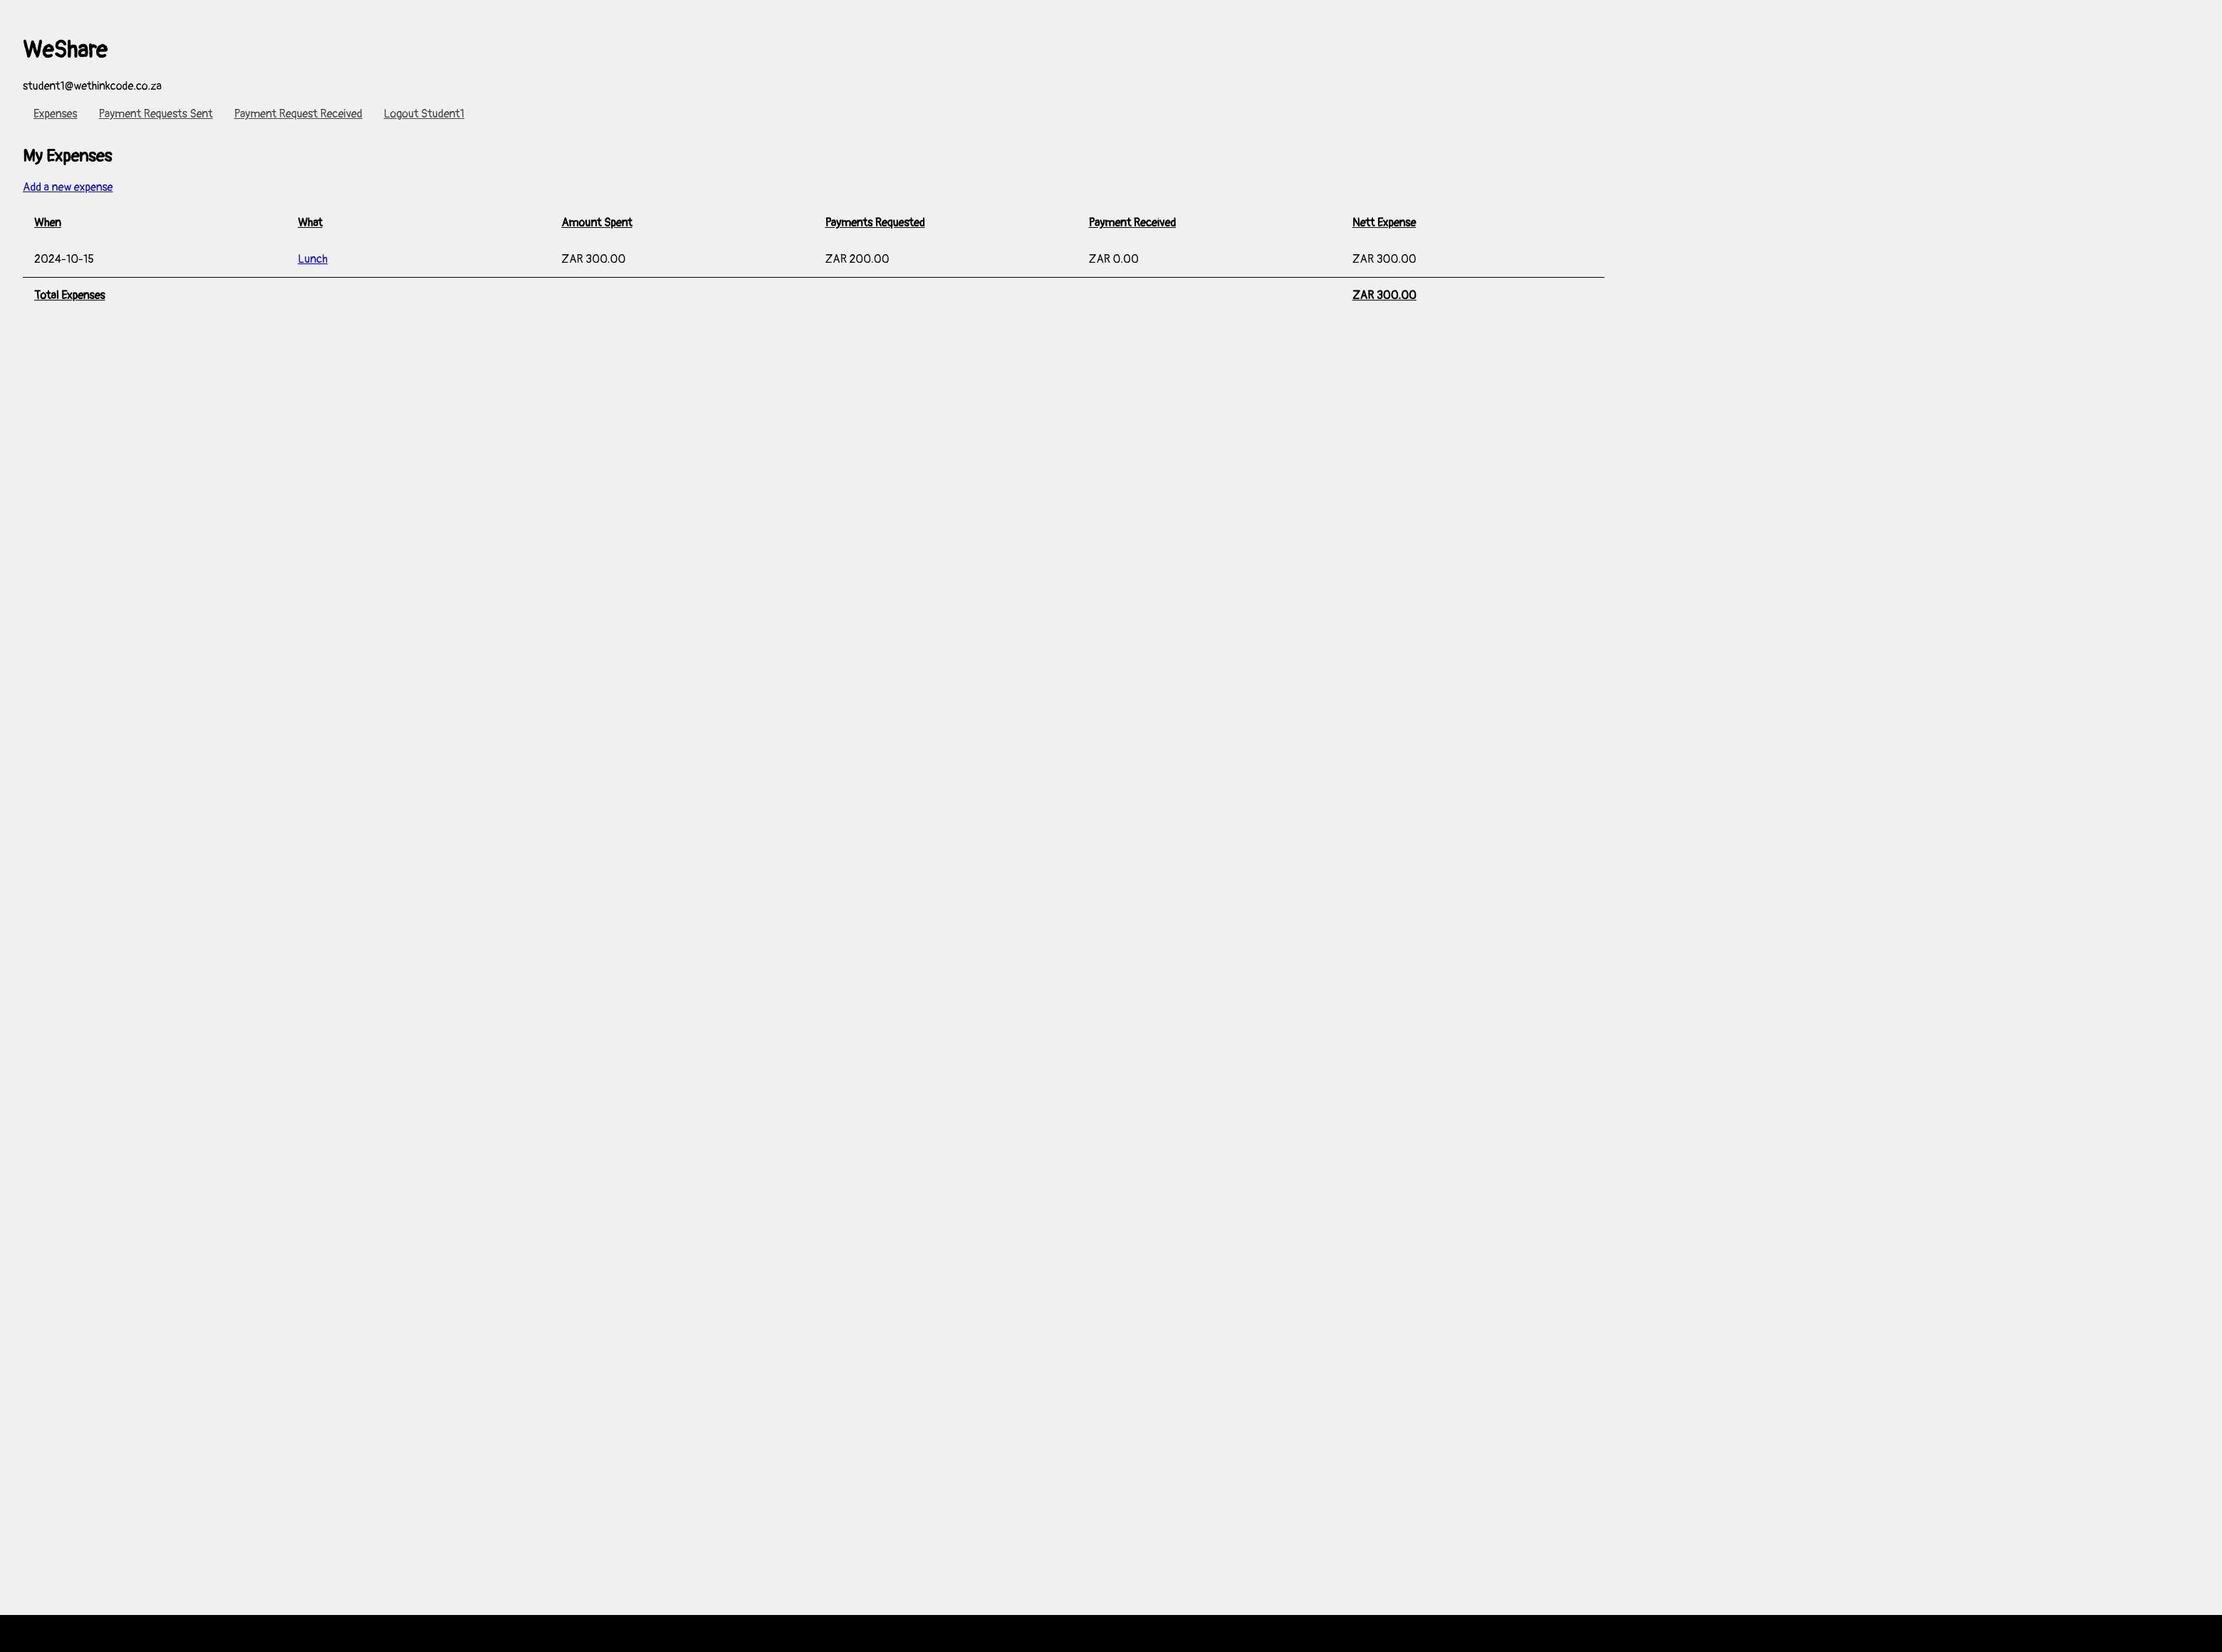 WeShare
student1@wethinkcode.co.za
Expenses Payment Requests Sent Payment Request Received Logout Student1
My Expenses
Add a new expense
When What Amount Spent Payments Requested Payment Received Nett Expense
2024-10-15 Lunch ZAR 300.00 ZAR 200.00 ZAR 0.00 ZAR 300.00
Total Expenses ZAR 300.00